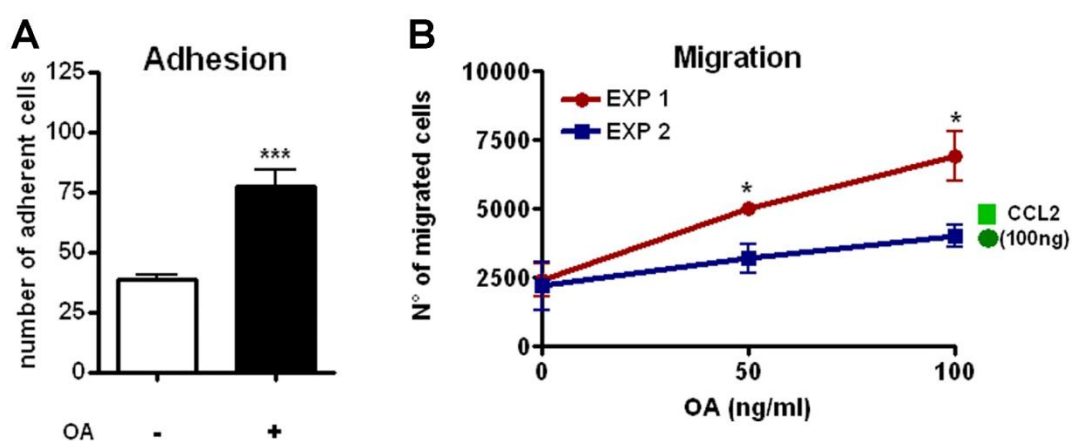 A
Adhesion
number of adherent cells
125
100
75
50
25
0
***
OA - +
B
Migration
N° of migrated cells
10000
7500
5000
2500
0
EXP 1
EXP 2
*
*
CCL2
(100ng)
0 50 100
OA (ng/ml)